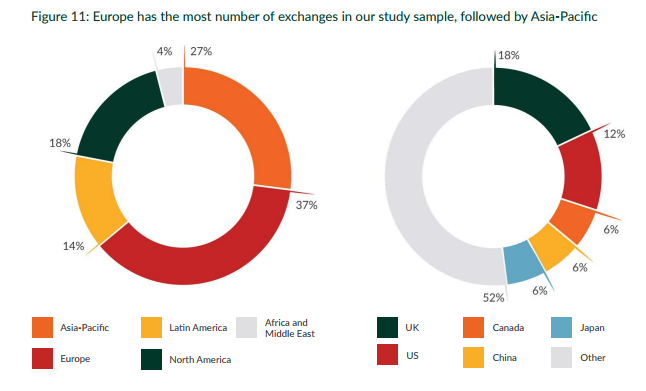 Figure 11: Europe has the most number of exchanges in our study sample, followed by Asia-Pacific
4%
27%
18%
37%
14%
18%
12%
6%
6%
6%
52%
Asia-Pacific
Latin America
Africa and
Middle East
Europe
North America
UK
Canada
Japan
US
China
Other